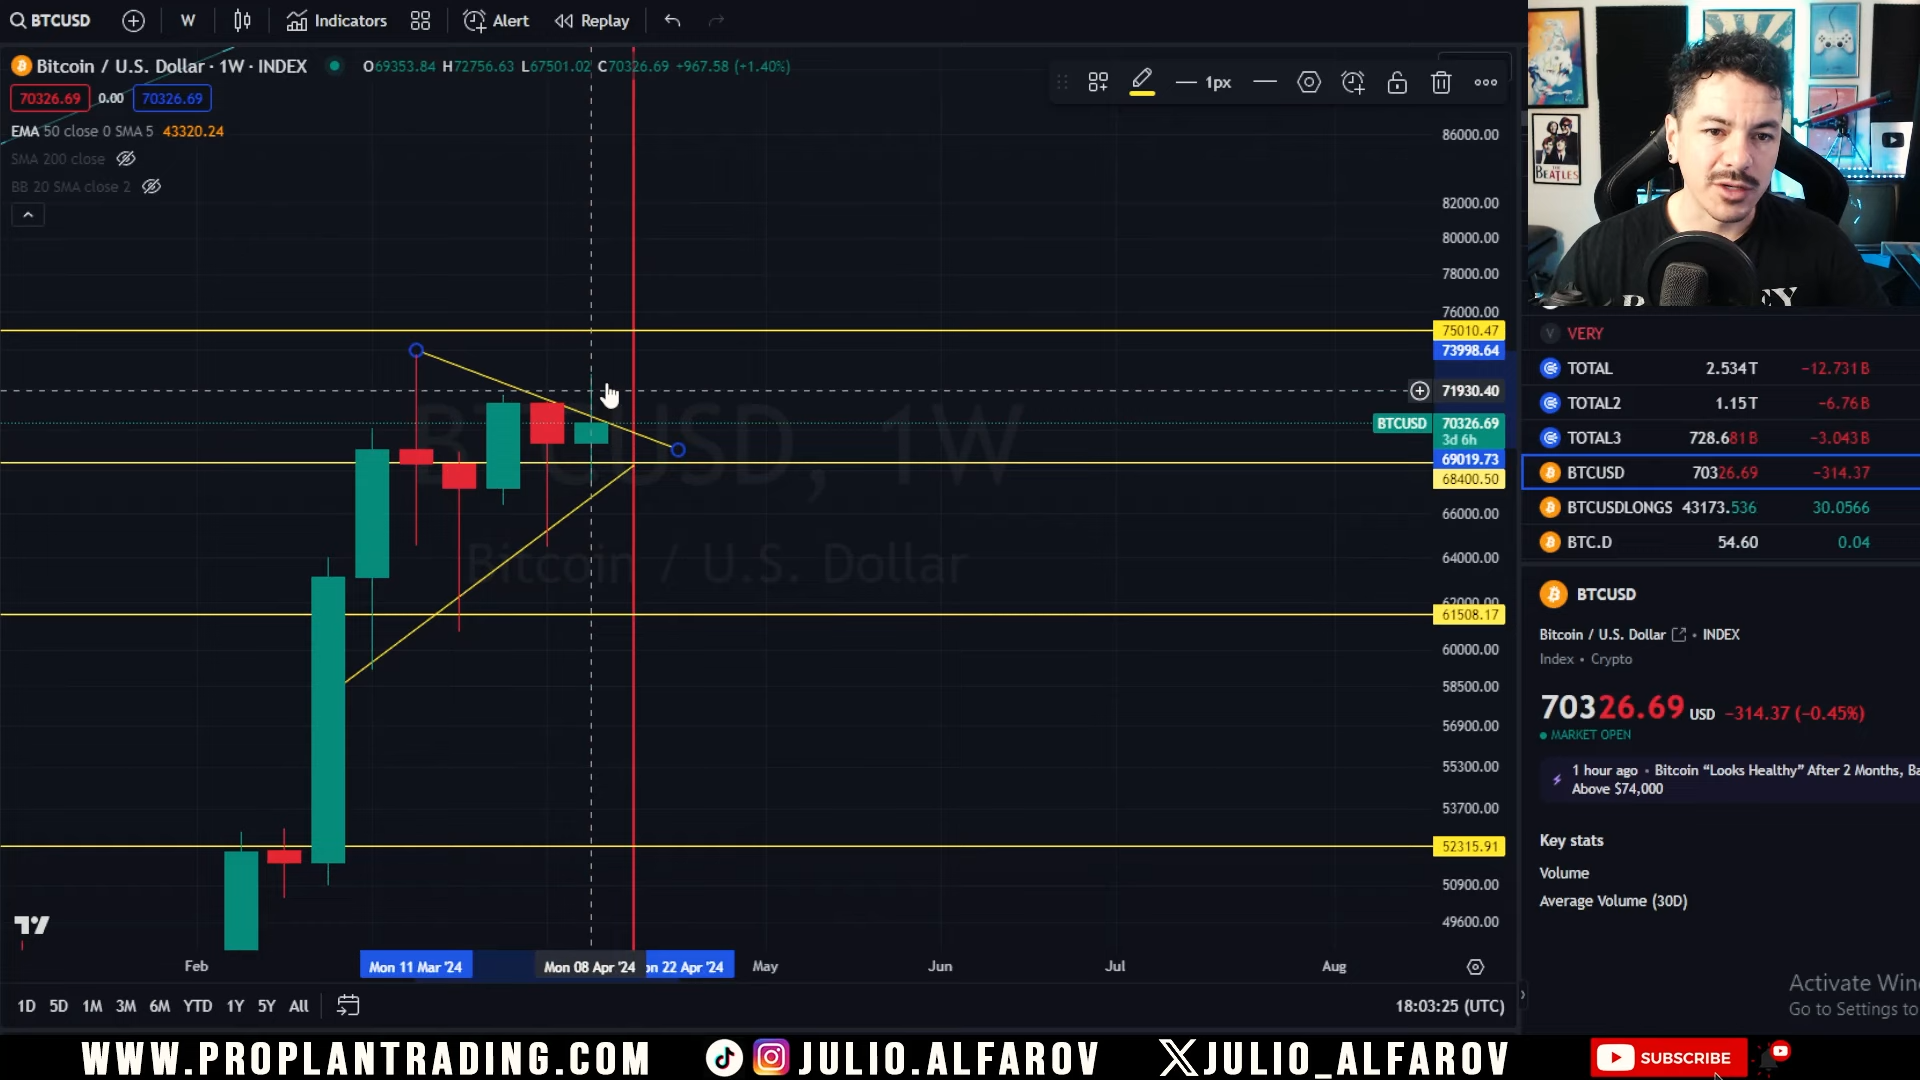 BTCUSD
W
Indicators
Alert
Replay
Bitcoin / U.S. Dollar · 1W · INDEX
O69353.84 H72756.63 L67501.02 C70326.69 +967.58 (+1.40%)
70326.69 0.00 70326.69
EMA 50 close 0 SMA 5 43320.24
SMA 200 close
BB 20 SMA close 2
1px
86000.00
82000.00
80000.00
78000.00
76000.00
75010.47
73998.64
71930.40
BTCUSD 70326.69
3d 6h
69019.73
68400.50
66000.00
64000.00
62000.00
61508.17
60000.00
58500.00
56900.00
55300.00
53700.00
52315.91
50900.00
49600.00
BTCUSD, 1W
Bitcoin / U.S. Dollar
Feb
Mon 11 Mar '24
Mon 08 Apr '24
on 22 Apr '24
May
Jun
Jul
Aug
1D 5D 1M 3M 6M YTD 1Y 5Y All
18:03:25 (UTC)
THE BEATLES
VERY
TOTAL 2.534T −12.731B
TOTAL2 1.15T −6.76B
TOTAL3 728.681B −3.043B
BTCUSD 70326.69 −314.37
BTCUSDLONGS 43173.536 30.0566
BTC.D 54.60 0.04
BTCUSD
Bitcoin / U.S. Dollar · INDEX
Index • Crypto
70326.69 USD −314.37 (−0.45%)
MARKET OPEN
1 hour ago · Bitcoin “Looks Healthy” After 2 Months, Ba
Above $74,000
Key stats
Volume
Average Volume (30D)
Activate Win
Go to Settings to
WWW.PROPLANTRADING.COM
JULIO.ALFAROV
JULIO_ALFAROV
SUBSCRIBE